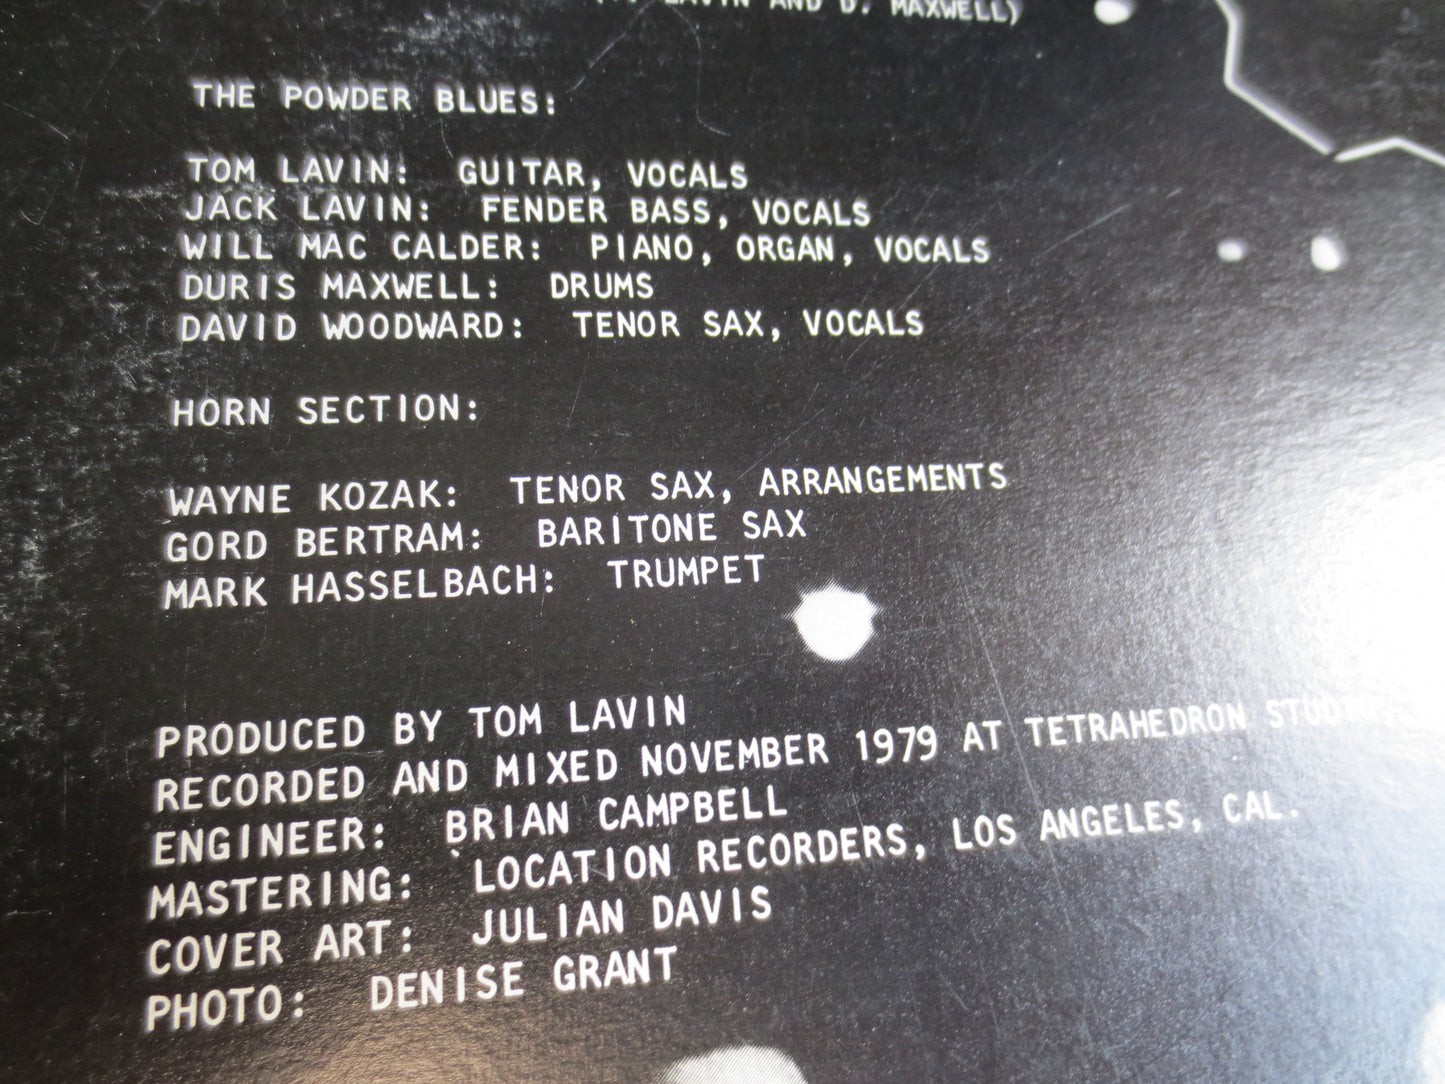 LAVIN AND D. MAXWELL)
THE POWDER BLUES:
TOM LAVIN: GUITAR, VOCALS
JACK LAVIN: FENDER BASS, VOCALS
WILL MAC CALDER: PIANO, ORGAN, VOCALS
DURIS MAXWELL: DRUMS
DAVID WOODWARD: TENOR SAX, VOCALS
HORN SECTION:
WAYNE KOZAK: TENOR SAX, ARRANGEMENTS
GORD BERTRAM: BARITONE SAX
MARK HASSELBACH: TRUMPET
PRODUCED BY TOM LAVIN
RECORDED AND MIXED NOVEMBER 1979 AT TETRAHEDRON
ENGINEER: BRIAN CAMPBELL
MASTERING: LOCATION RECORDERS, LOS ANGELES, CAL.
COVER ART: JULIAN DAVIS
PHOTO: DENISE GRANT